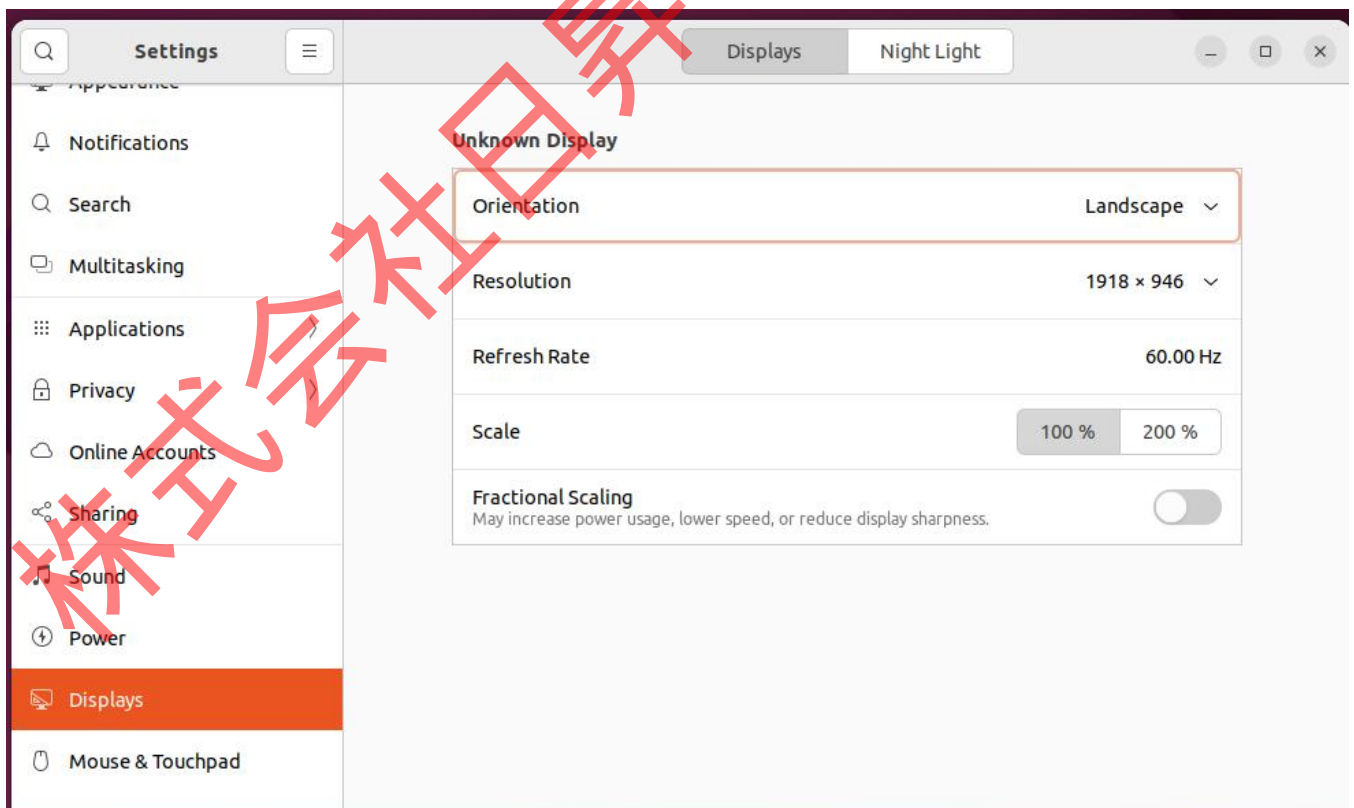 Settings
Displays
Night Light
Appearance
Notifications
Search
Multitasking
Applications
Privacy
Online Accounts
Sharing
Sound
Power
Displays
Mouse & Touchpad
Unknown Display
Orientation
Landscape
Resolution
1918 × 946
Refresh Rate
60.00 Hz
Scale
100 %
200 %
Fractional Scaling
May increase power usage, lower speed, or reduce display sharpness.
株式会社日昇